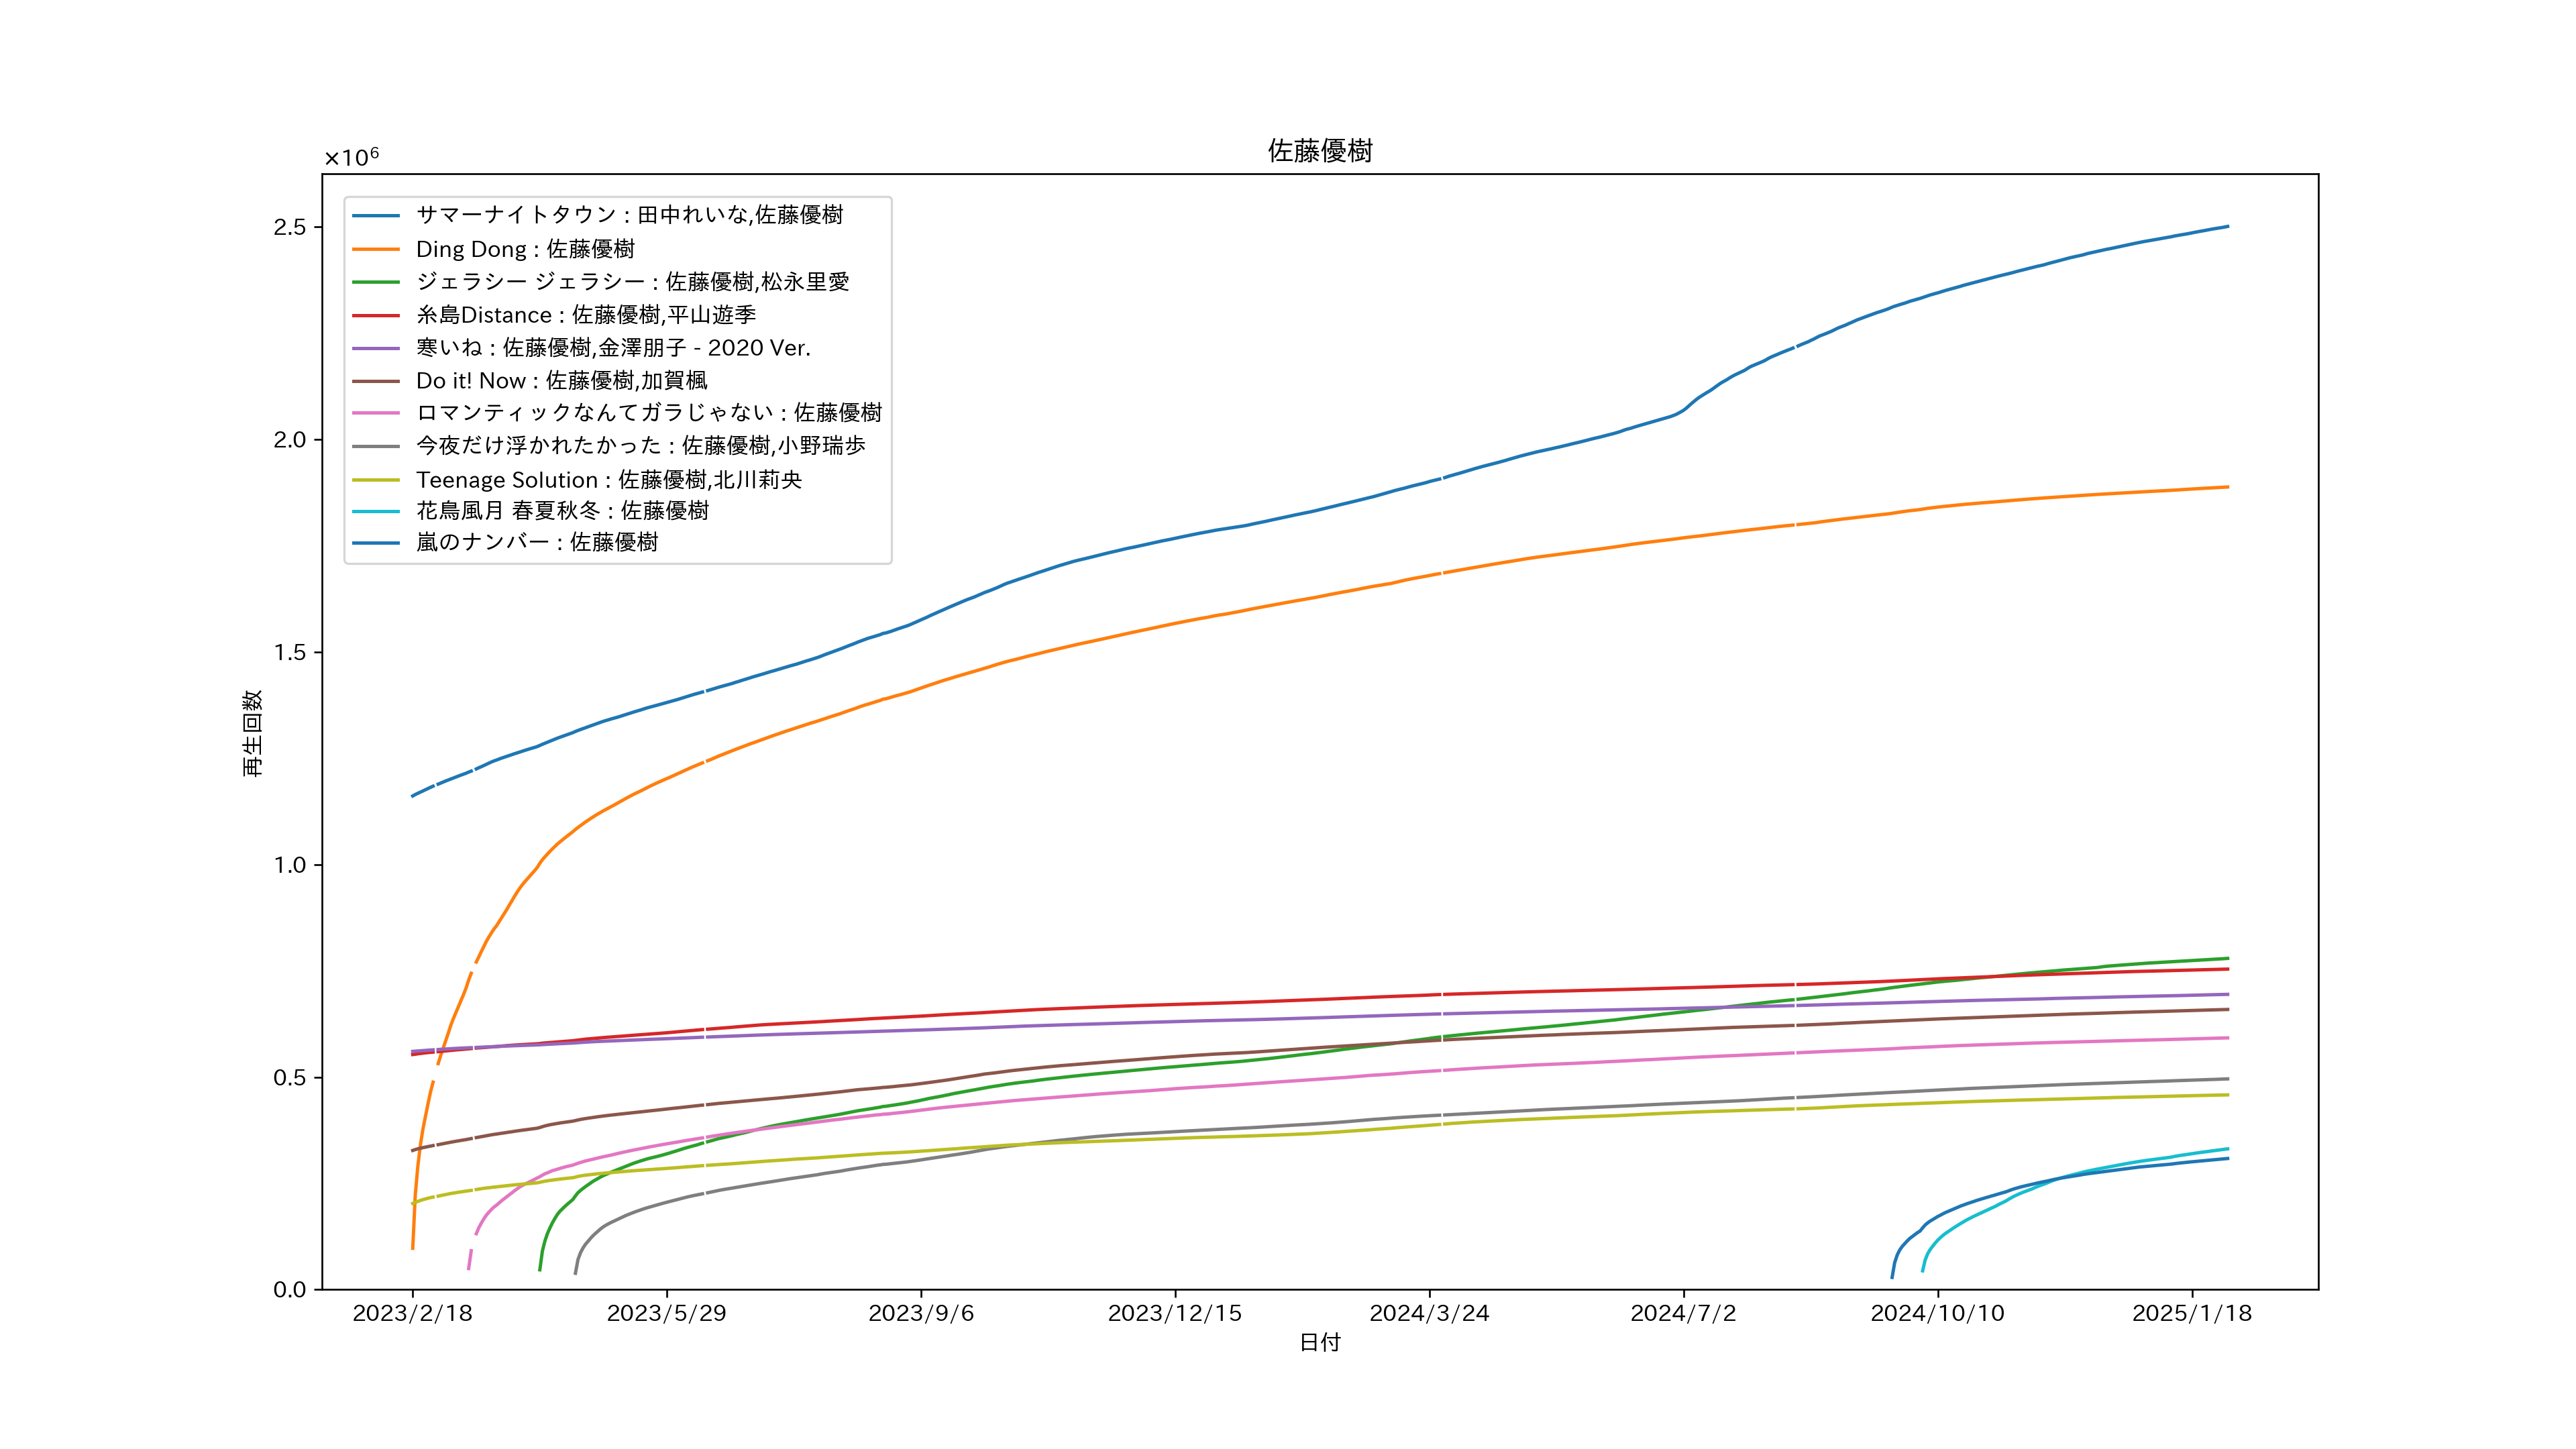 佐藤優樹
×10⁶
サマーナイトタウン : 田中れいな,佐藤優樹
Ding Dong : 佐藤優樹
ジェラシー ジェラシー : 佐藤優樹,松永里愛
糸島Distance : 佐藤優樹,平山遊季
寒いね : 佐藤優樹,金澤朋子 - 2020 Ver.
Do it! Now : 佐藤優樹,加賀楓
ロマンティックなんてガラじゃない : 佐藤優樹
今夜だけ浮かれたかった : 佐藤優樹,小野瑞歩
Teenage Solution : 佐藤優樹,北川莉央
花鳥風月 春夏秋冬 : 佐藤優樹
嵐のナンバー : 佐藤優樹
2.5
2.0
1.5
1.0
0.5
0.0
再生回数
2023/2/18
2023/5/29
2023/9/6
2023/12/15
2024/3/24
2024/7/2
2024/10/10
2025/1/18
日付